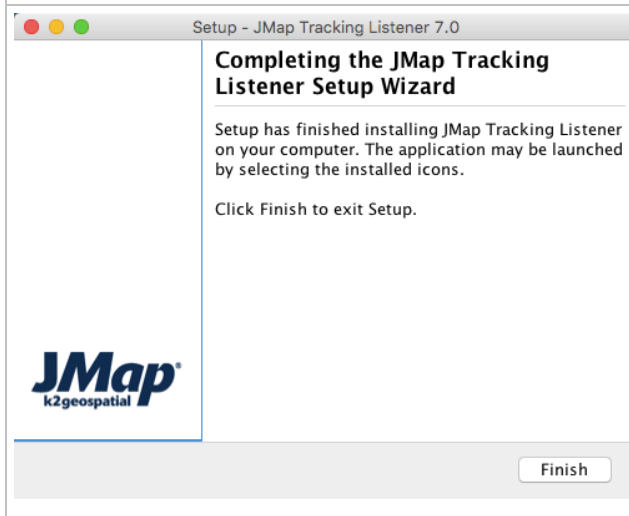 Setup - JMap Tracking Listener 7.0
Completing the JMap Tracking
Listener Setup Wizard
Setup has finished installing JMap Tracking Listener
on your computer. The application may be launched
by selecting the installed icons.
Click Finish to exit Setup.
JMap®
k2geospatial
Finish